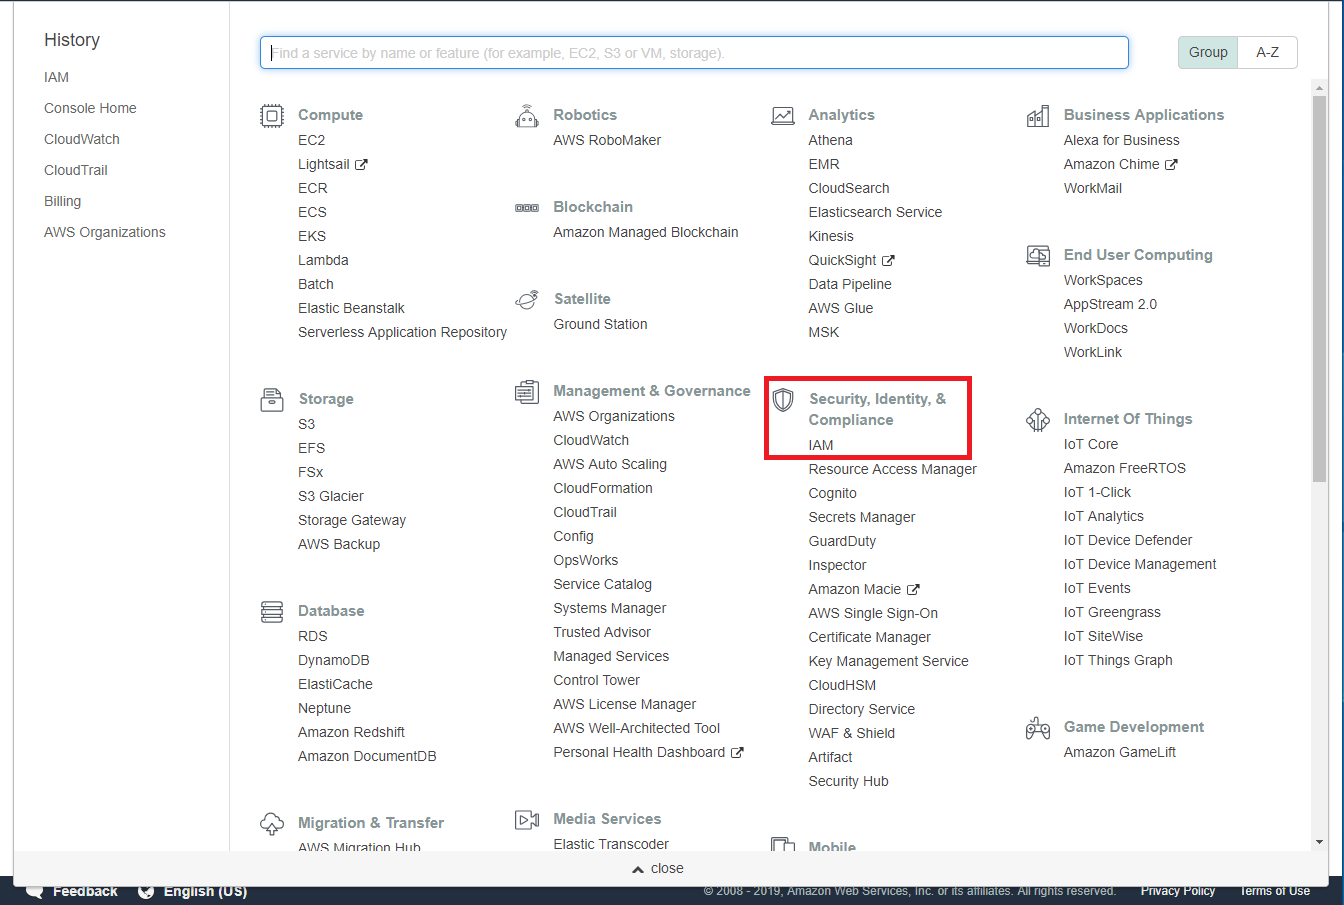 History
IAM
Console Home
CloudWatch
CloudTrail
Billing
AWS Organizations
Find a service by name or feature (for example, EC2, S3 or VM, storage).
Group
A-Z
Compute
EC2
Lightsail
ECR
ECS
EKS
Lambda
Batch
Elastic Beanstalk
Serverless Application Repository
Storage
S3
EFS
FSx
S3 Glacier
Storage Gateway
AWS Backup
Database
RDS
DynamoDB
ElastiCache
Neptune
Amazon Redshift
Amazon DocumentDB
Migration & Transfer
AWS Migration Hub
Robotics
AWS RoboMaker
Blockchain
Amazon Managed Blockchain
Satellite
Ground Station
Management & Governance
AWS Organizations
CloudWatch
AWS Auto Scaling
CloudFormation
CloudTrail
Config
OpsWorks
Service Catalog
Systems Manager
Trusted Advisor
Managed Services
Control Tower
AWS License Manager
AWS Well-Architected Tool
Personal Health Dashboard
Media Services
Elastic Transcoder
Analytics
Athena
EMR
CloudSearch
Elasticsearch Service
Kinesis
QuickSight
Data Pipeline
AWS Glue
MSK
Security, Identity, &
Compliance
IAM
Resource Access Manager
Cognito
Secrets Manager
GuardDuty
Inspector
Amazon Macie
AWS Single Sign-On
Certificate Manager
Key Management Service
CloudHSM
Directory Service
WAF & Shield
Artifact
Security Hub
Mobile
Business Applications
Alexa for Business
Amazon Chime
WorkMail
End User Computing
WorkSpaces
AppStream 2.0
WorkDocs
WorkLink
Internet Of Things
IoT Core
Amazon FreeRTOS
IoT 1-Click
IoT Analytics
IoT Device Defender
IoT Device Management
IoT Events
IoT Greengrass
IoT SiteWise
IoT Things Graph
Game Development
Amazon GameLift
close
Feedback
English (US)
© 2008 - 2019, Amazon Web Services, Inc. or its affiliates. All rights reserved.
Privacy Policy
Terms of Use